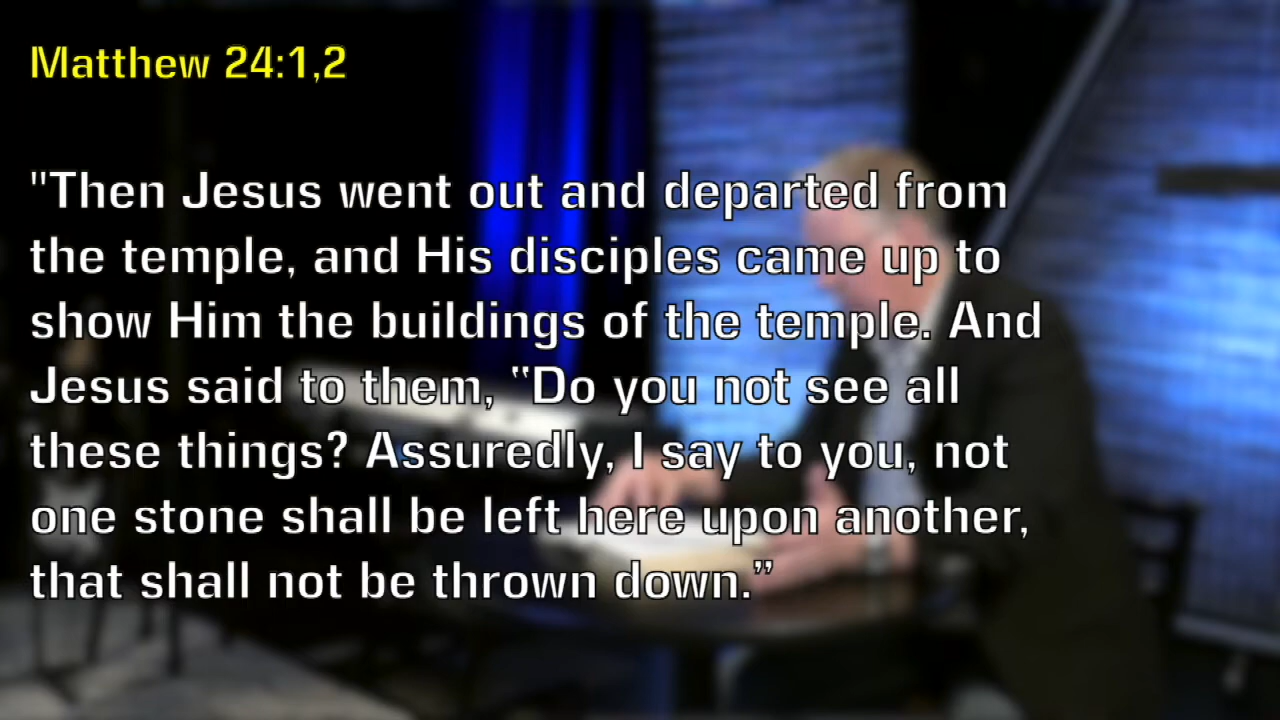 Matthew 24:1,2
"Then Jesus went out and departed from
the temple, and His disciples came up to
show Him the buildings of the temple. And
Jesus said to them, “Do you not see all
these things? Assuredly, I say to you, not
one stone shall be left here upon another,
that shall not be thrown down.”